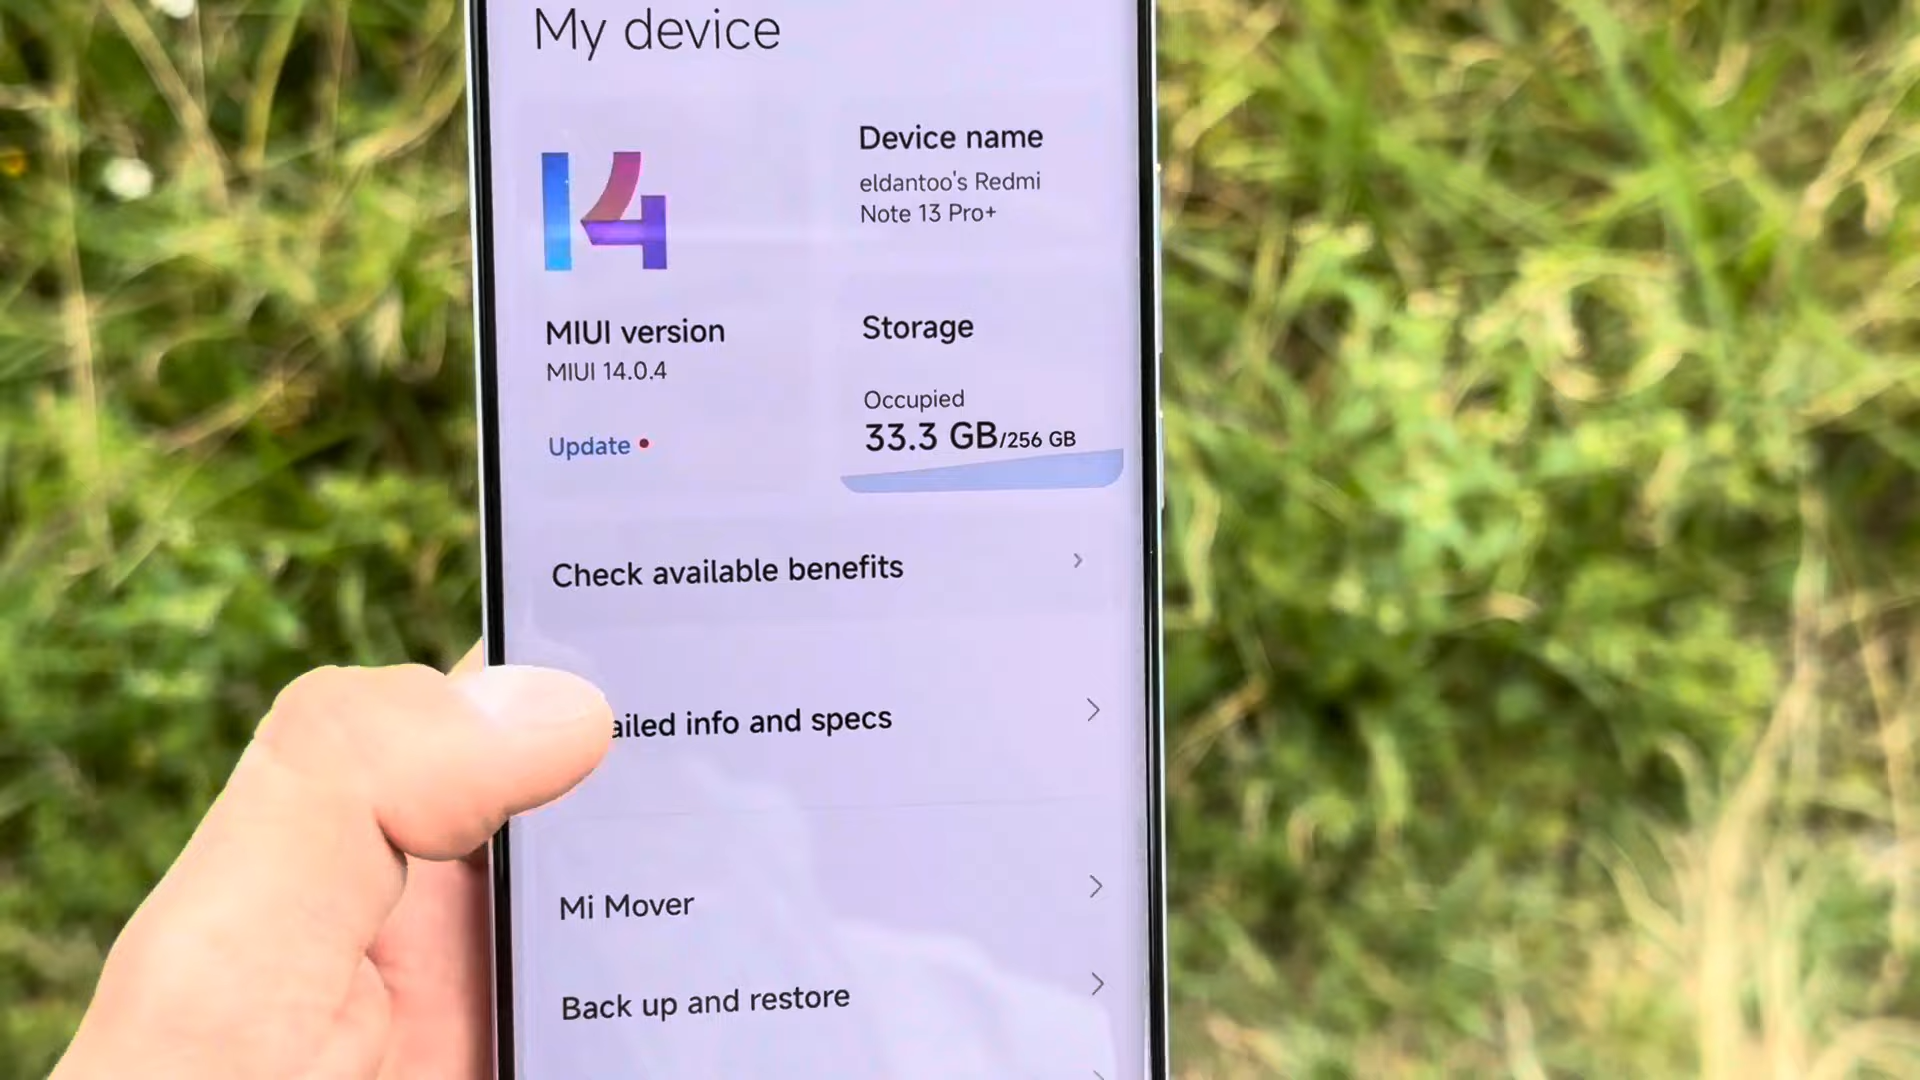 My device
14
MIUI version
MIUI 14.0.4
Update
Device name
eldantoo's Redmi
Note 13 Pro+
Storage
Occupied
33.3 GB/256 GB
Check available benefits
ailed info and specs
Mi Mover
Back up and restore